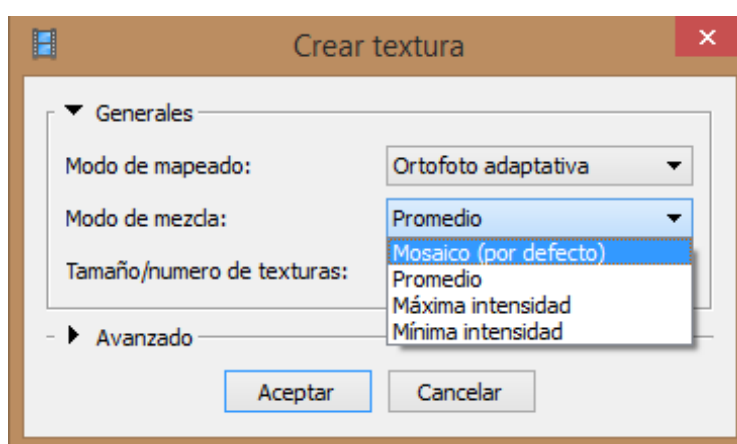 Crear textura
Generales
Modo de mapeado: Ortofoto adaptativa
Modo de mezcla: Promedio
Mosaico (por defecto)
Tamaño/numero de texturas: Promedio
Máxima intensidad
Mínima intensidad
Avanzado
Aceptar Cancelar